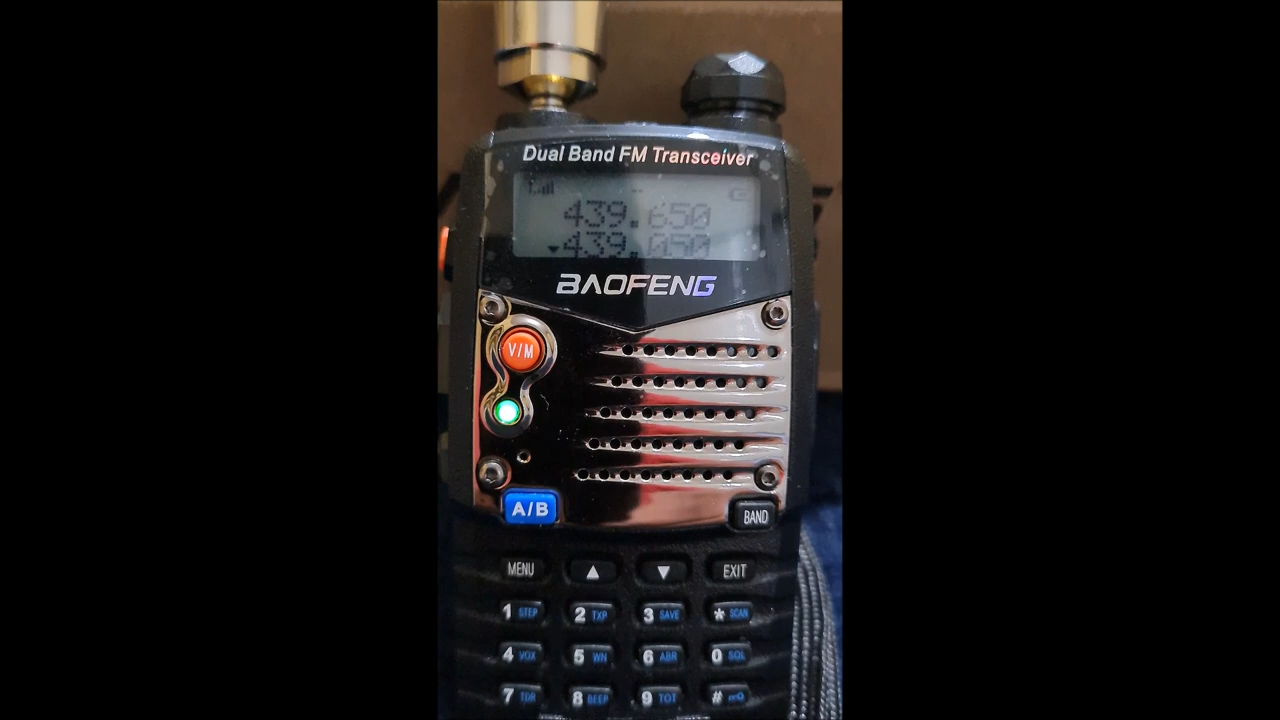 Dual Band FM Transceiver
439.650
439.050
BAOFENG
V/M
A/B
BAND
MENU ▲ ▼ EXIT
1 STEP 2 TXP 3 SAVE * SCAN
4 VOX 5 WN 6 ABR 0 SQL
7 TDR 8 BEEP 9 TOT #